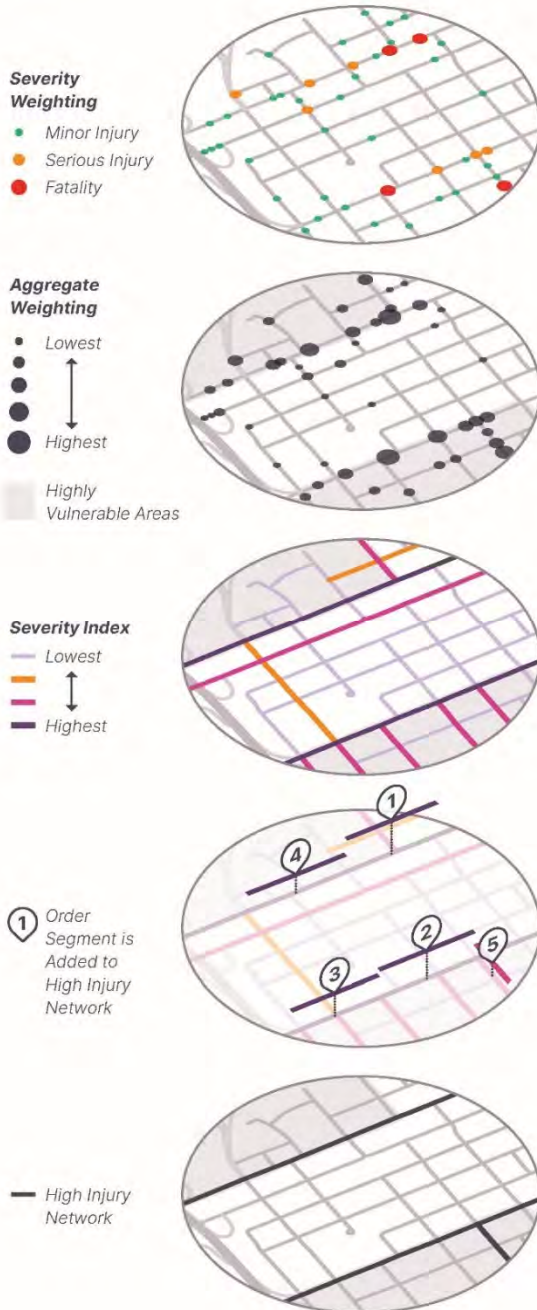 Severity
Weighting
Minor Injury
Serious Injury
Fatality
Aggregate
Weighting
Lowest
Highest
Highly
Vulnerable Areas
Severity Index
Lowest
Highest
1
4
2
3
5
1 Order
Segment is
Added to
High Injury
Network
High Injury
Network